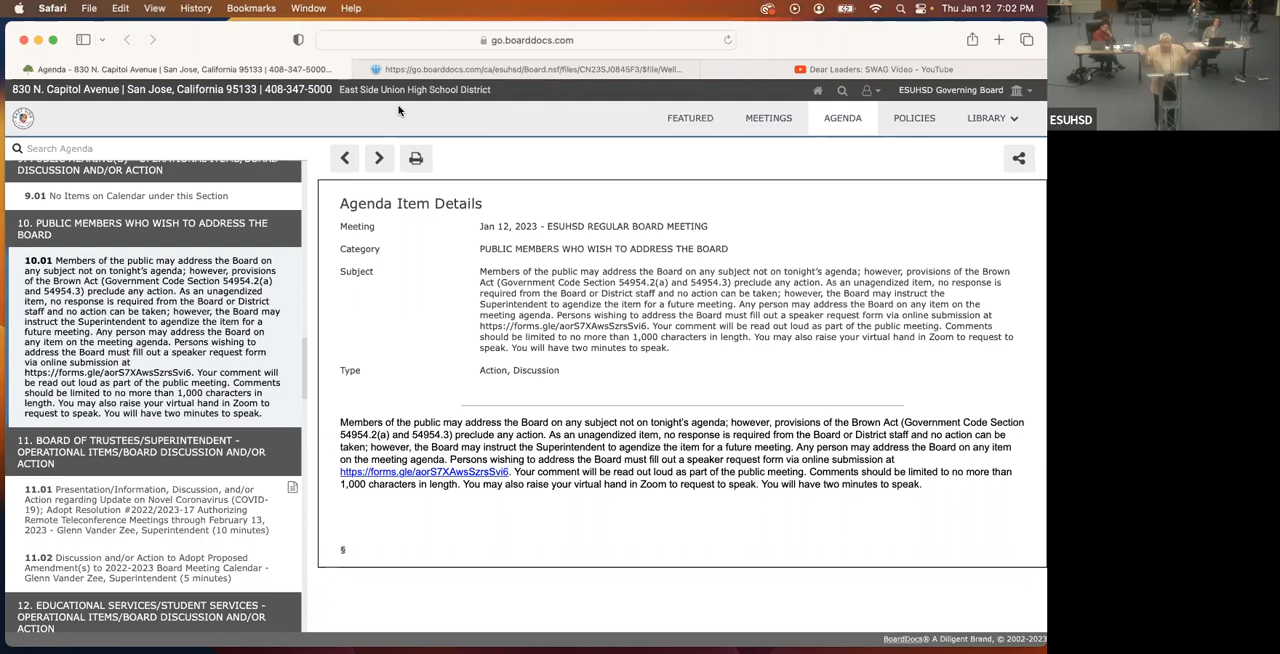 Safari File Edit View History Bookmarks Window Help Thu Jan 12 7:02 PM
go.boarddocs.com
Agenda - 830 N. Capitol Avenue | San Jose, California 95133 | 408-347-5000...
https://go.boarddocs.com/ca/esuhsd/Board.nsf/files/CN23SJ0845F3/$file/Well...
Dear Leaders: SWAG Video - YouTube
830 N. Capitol Avenue | San Jose, California 95133 | 408-347-5000 East Side Union High School District
ESUHSD Governing Board
ESUHSD
FEATURED MEETINGS AGENDA POLICIES LIBRARY
Search Agenda
DISCUSSION AND/OR ACTION
9.01 No Items on Calendar under this Section
10. PUBLIC MEMBERS WHO WISH TO ADDRESS THE
BOARD
10.01 Members of the public may address the Board on
any subject not on tonight's agenda; however, provisions
of the Brown Act (Government Code Section 54954.2(a)
and 54954.3) preclude any action. As an unagendized
item, no response is required from the Board or District
staff and no action can be taken; however, the Board may
instruct the Superintendent to agendize the item for a
future meeting. Any person may address the Board on
any item on the meeting agenda. Persons wishing to
address the Board must fill out a speaker request form
via online submission at
https://forms.gle/aorS7XAwsSzrsSvi6. Your comment will
be read out loud as part of the public meeting. Comments
should be limited to no more than 1,000 characters in
length. You may also raise your virtual hand in Zoom to
request to speak. You will have two minutes to speak.
11. BOARD OF TRUSTEES/SUPERINTENDENT -
OPERATIONAL ITEMS/BOARD DISCUSSION AND/OR
ACTION
11.01 Presentation/Information, Discussion, and/or
Action regarding Update on Novel Coronavirus (COVID-
19); Adopt Resolution #2022/2023-17 Authorizing
Remote Teleconference Meetings through February 13,
2023 - Glenn Vander Zee, Superintendent (10 minutes)
11.02 Discussion and/or Action to Adopt Proposed
Amendment(s) to 2022-2023 Board Meeting Calendar -
Glenn Vander Zee, Superintendent (5 minutes)
12. EDUCATIONAL SERVICES/STUDENT SERVICES -
OPERATIONAL ITEMS/BOARD DISCUSSION AND/OR
ACTION
Agenda Item Details
Meeting Jan 12, 2023 - ESUHSD REGULAR BOARD MEETING
Category PUBLIC MEMBERS WHO WISH TO ADDRESS THE BOARD
Subject Members of the public may address the Board on any subject not on tonight's agenda; however, provisions of the Brown
Act (Government Code Section 54954.2(a) and 54954.3) preclude any action. As an unagendized item, no response is
required from the Board or District staff and no action can be taken; however, the Board may instruct the
Superintendent to agendize the item for a future meeting. Any person may address the Board on any item on the
meeting agenda. Persons wishing to address the Board must fill out a speaker request form via online submission at
https://forms.gle/aorS7XAwsSzrsSvi6. Your comment will be read out loud as part of the public meeting. Comments
should be limited to no more than 1,000 characters in length. You may also raise your virtual hand in Zoom to request to
speak. You will have two minutes to speak.
Type Action, Discussion
Members of the public may address the Board on any subject not on tonight's agenda; however, provisions of the Brown Act (Government Code Section
54954.2(a) and 54954.3) preclude any action. As an unagendized item, no response is required from the Board or District staff and no action can be
taken; however, the Board may instruct the Superintendent to agendize the item for a future meeting. Any person may address the Board on any item
on the meeting agenda. Persons wishing to address the Board must fill out a speaker request form via online submission at
https://forms.gle/aorS7XAwsSzrsSvi6. Your comment will be read out loud as part of the public meeting. Comments should be limited to no more than
1,000 characters in length. You may also raise your virtual hand in Zoom to request to speak. You will have two minutes to speak.
§
BoardDocs® A Diligent Brand, © 2002-2023